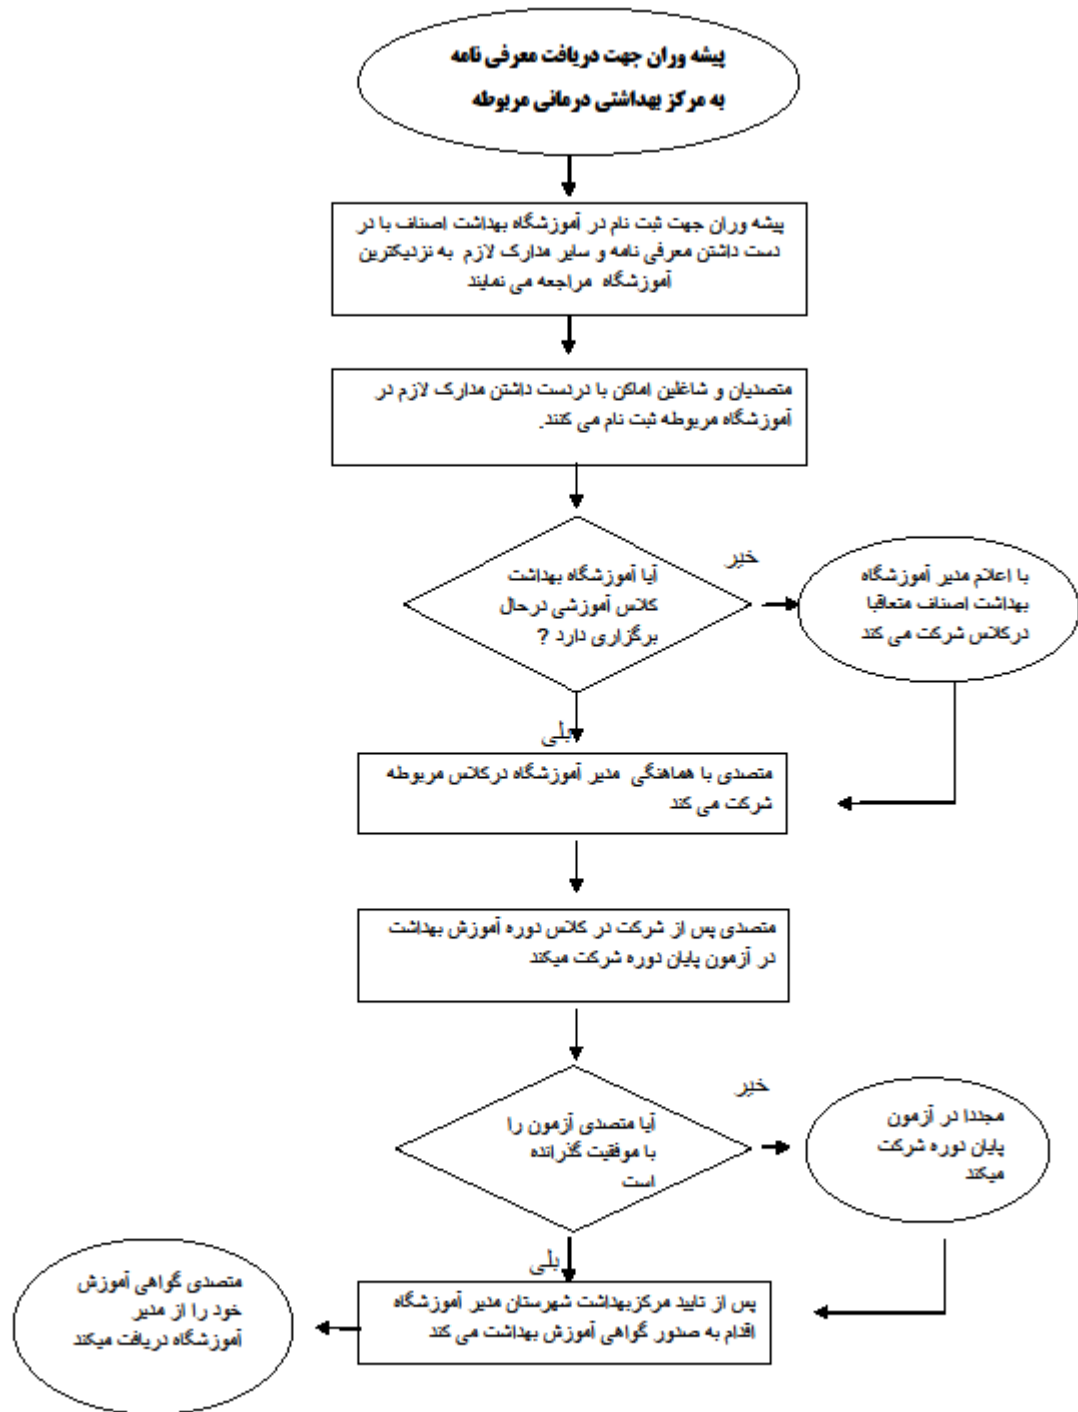 پیشه وران جهت دریافت معرفی نامه
به مرکز بهداشتی درمانی مربوطه
پیشه وران جهت ثبت نام در آموزشگاه بهداشت اصناف با در
دست داشتن معرفی نامه و سایر مدارک لازم به نزدیکترین
آموزشگاه مراجعه می نمایند
متصدیان و شاغلین اماکن با دردست داشتن مدارک لازم در
آموزشگاه مربوطه ثبت نام می کنند.
آیا آموزشگاه بهداشت
کلاس آموزشی درحال
برگزاری دارد ?
خیر
با اعلام مدیر آموزشگاه
بهداشت اصناف متعاقبا
درکلاس شرکت می کند
بلی
متصدی با هماهنگی مدیر آموزشگاه درکلاس مربوطه
شرکت می کند
متصدی پس از شرکت در کلاس دوره آموزش بهداشت
در آزمون پایان دوره شرکت میکند
آیا متصدی آزمون را
با موفقیت گذرانده
است
خیر
مجددا در آزمون
پایان دوره شرکت
میکند
بلی
پس از تایید مرکزبهداشت شهرستان مدیر آموزشگاه
اقدام به صدور گواهی آموزش بهداشت می کند
متصدی گواهی آموزش
خود را از مدیر
آموزشگاه دریافت میکند